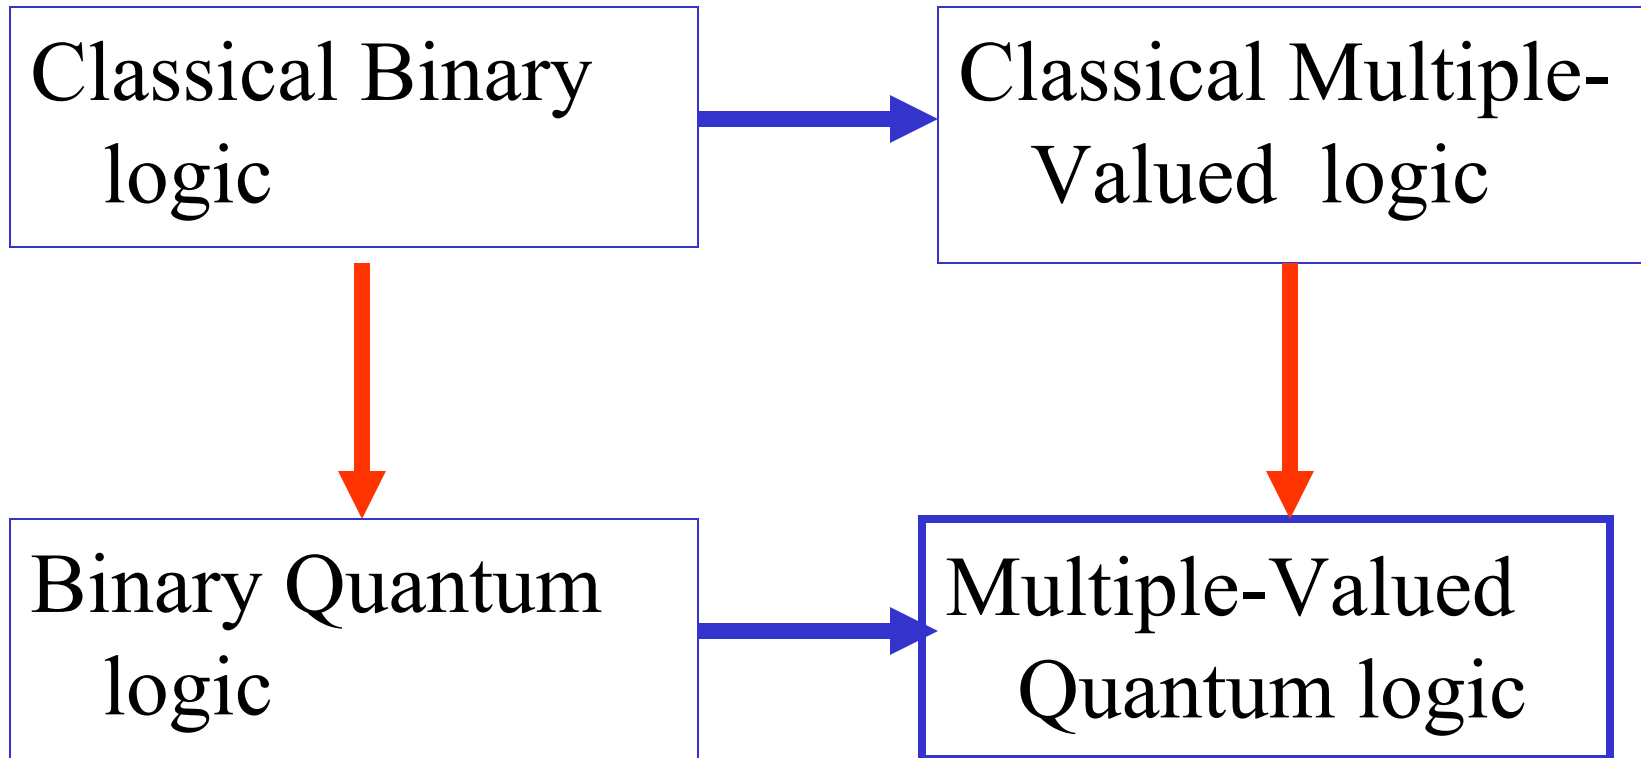 Classical Binary
logic
Classical Multiple-
Valued logic
Binary Quantum
logic
Multiple-Valued
Quantum logic